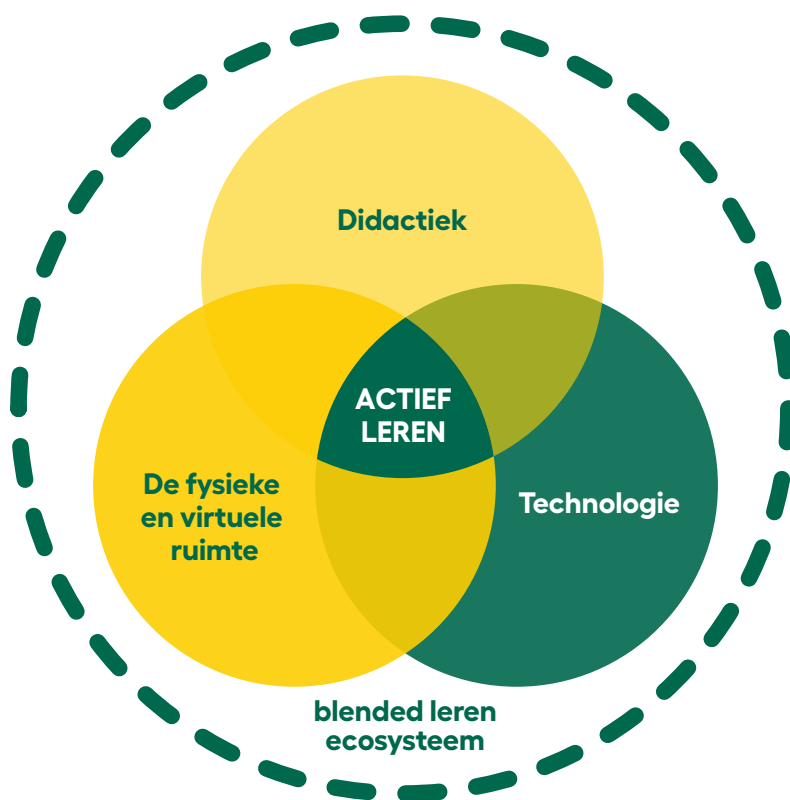 Didactiek
ACTIEF
LEREN
De fysieke
en virtuele
ruimte
Technologie
blended leren
ecosysteem